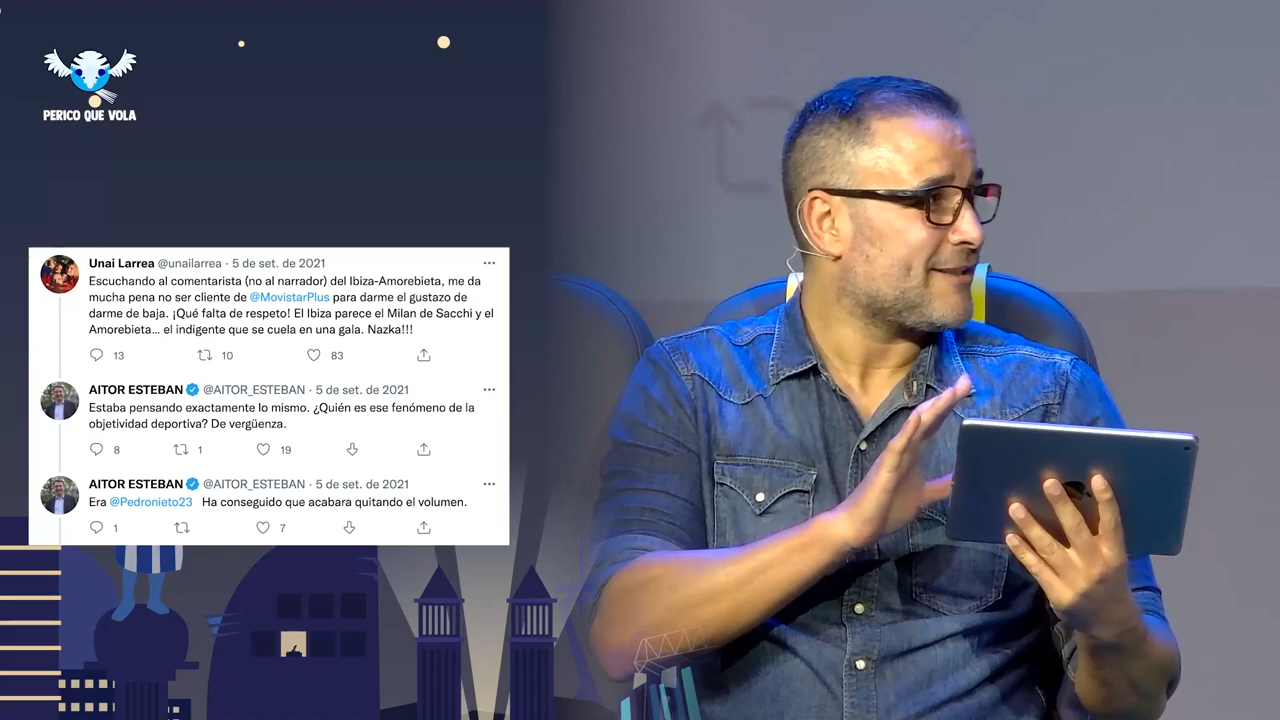 PERICO QUE VOLA
Unai Larrea @unailarrea · 5 de set. de 2021
Escuchando al comentarista (no al narrador) del Ibiza-Amorebieta, me da
mucha pena no ser cliente de @MovistarPlus para darme el gustazo de
darme de baja. ¡Qué falta de respeto! El Ibiza parece el Milan de Sacchi y el
Amorebieta... el indigente que se cuela en una gala. Nazka!!!
13 10 83
AITOR ESTEBAN @AITOR_ESTEBAN · 5 de set. de 2021
Estaba pensando exactamente lo mismo. ¿Quién es ese fenómeno de la
objetividad deportiva? De vergüenza.
8 1 19
AITOR ESTEBAN @AITOR_ESTEBAN · 5 de set. de 2021
Era @Pedronieto23 Ha conseguido que acabara quitando el volumen.
1 7